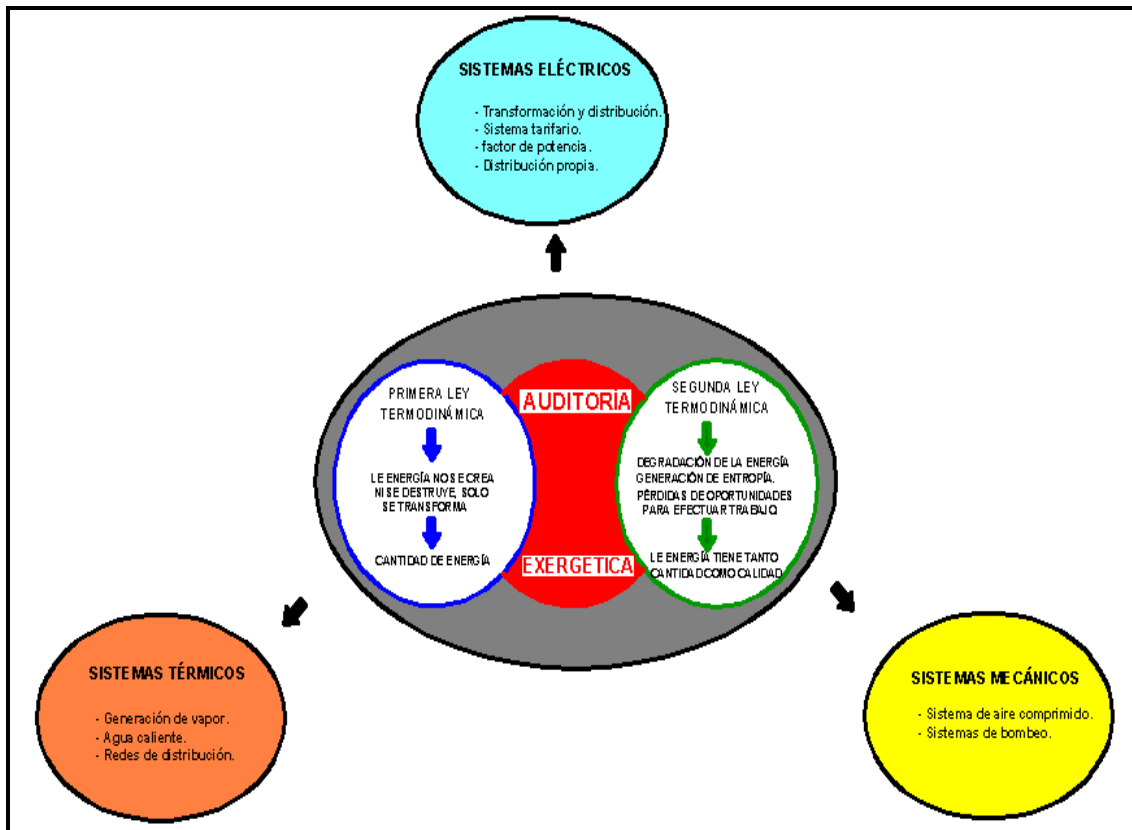 SISTEMAS ELÉCTRICOS
- Transformación y distribución.
- Sistema tarifario.
- factor de potencia.
- Distribución propia.
PRIMERA LEY
TERMODINÁMICA
LE ENERGÍA NO SE CREA
NI SE DESTRUYE, SOLO
SE TRANSFORMA
CANTIDAD DE ENERGÍA
AUDITORÍA
EXERGETICA
SEGUNDA LEY
TERMODINÁMICA
DEGRADACIÓN DE LA ENERGÍA
GENERACIÓN DE ENTROPÍA.
PÉRDIDAS DE OPORTUNIDADES
PARA EFECTUAR TRABAJO
LE ENERGÍA TIENE TANTO
CANTIDAD COMO CALIDAD
SISTEMAS TÉRMICOS
- Generación de vapor.
- Agua caliente.
- Redes de distribución.
SISTEMAS MECÁNICOS
- Sistema de aire comprimido.
- Sistemas de bombeo.